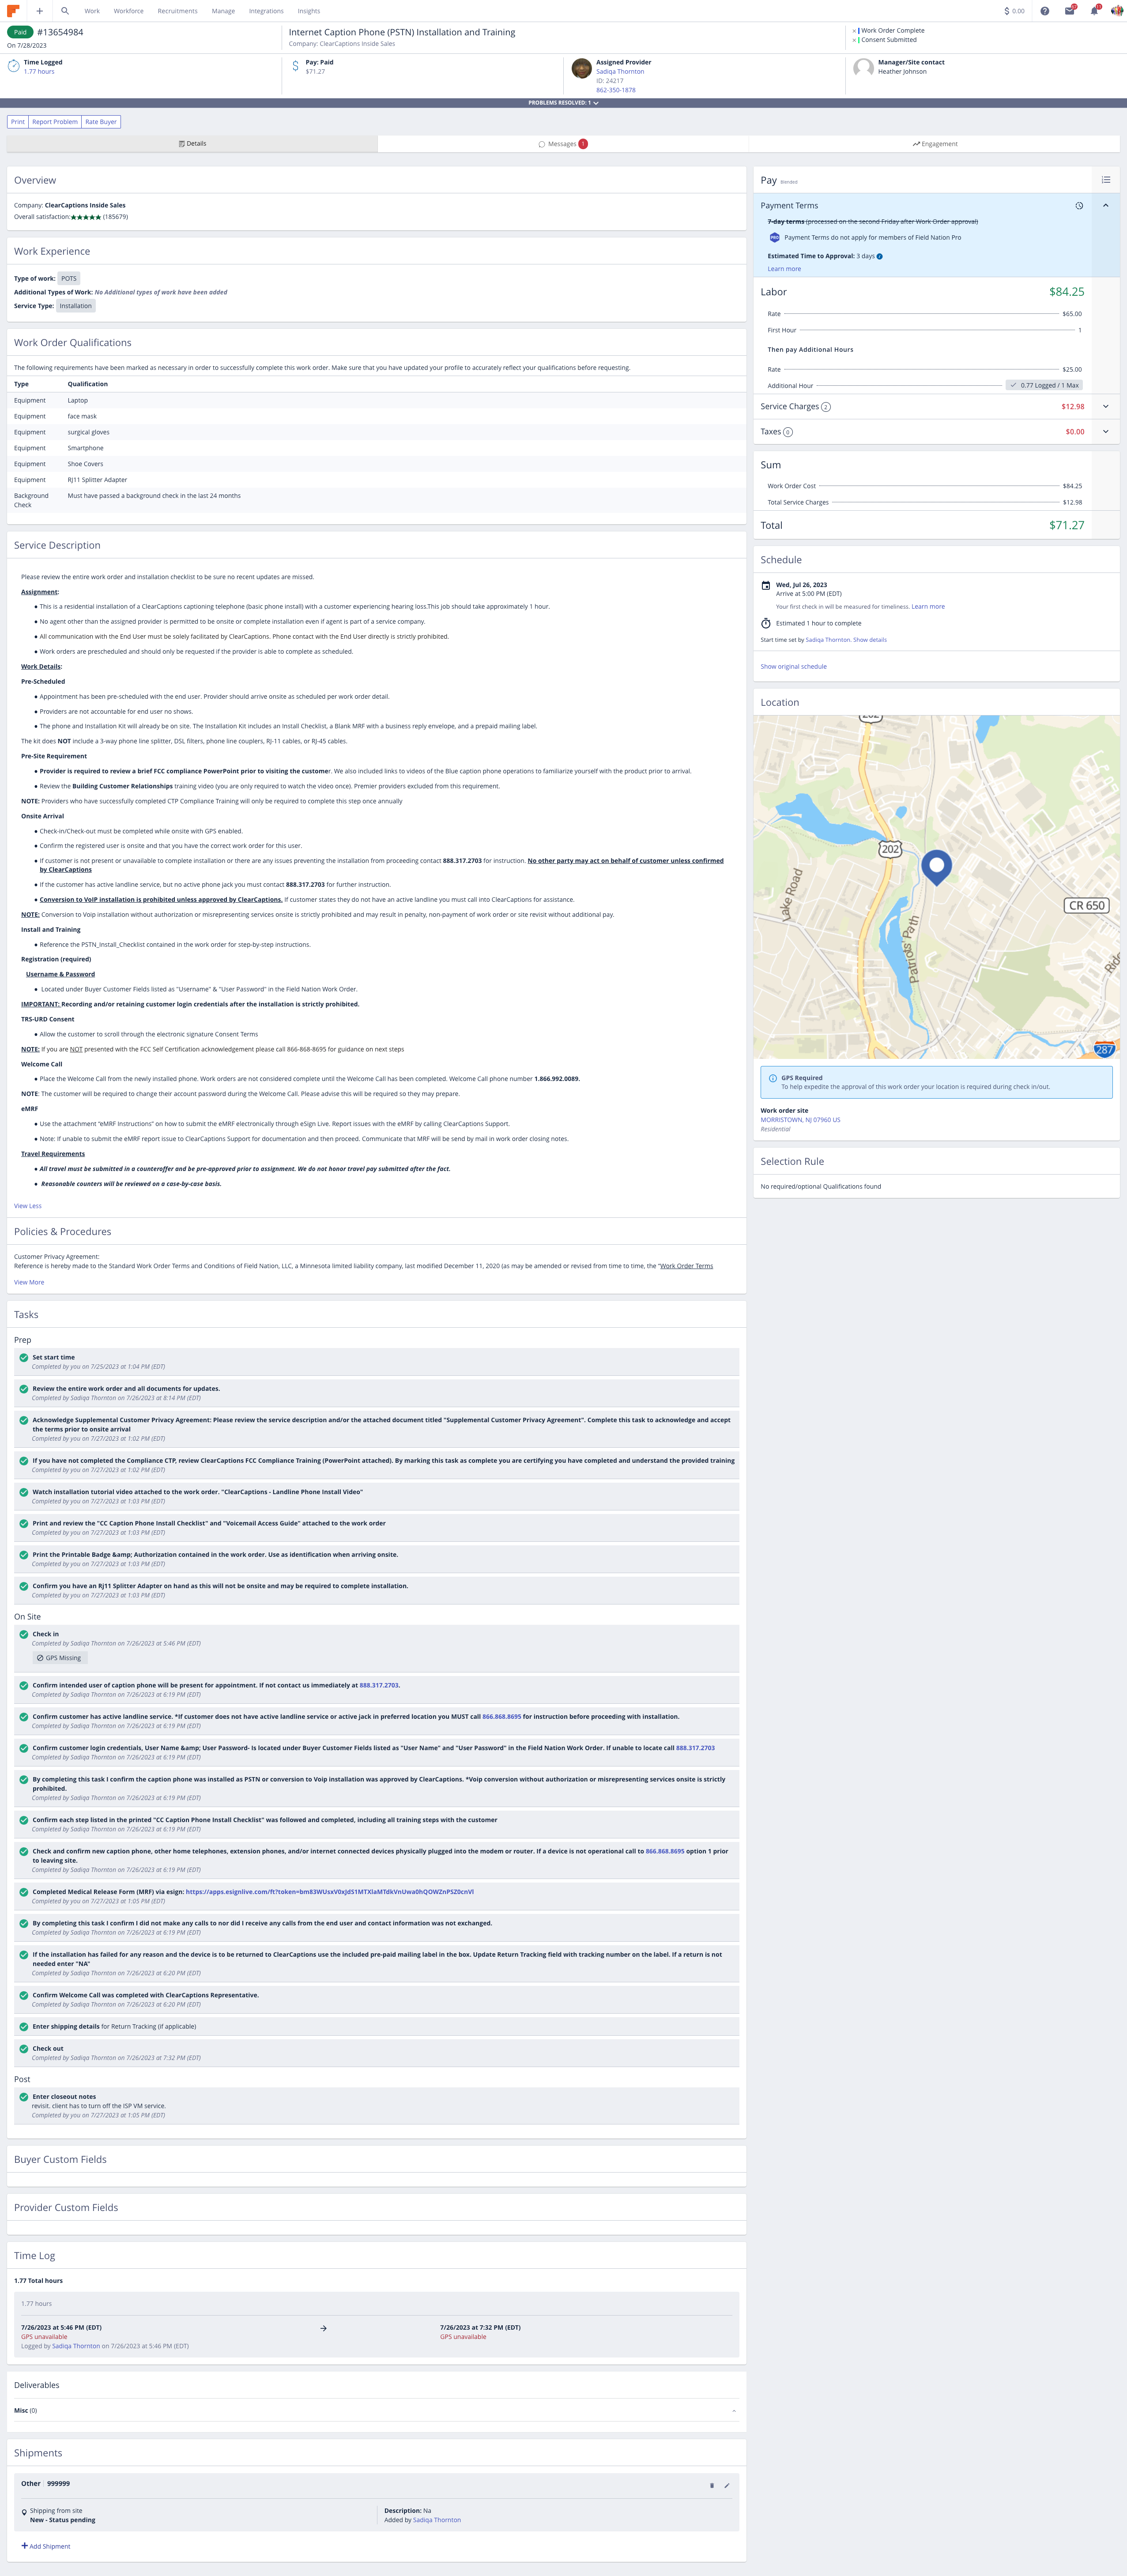 Work
Workforce
Recruitments
Manage
Integrations
Insights
$ 0.00
Paid #13654984
On 7/28/2023
Internet Caption Phone (PSTN) Installation and Training
Company: ClearCaptions Inside Sales
Work Order Complete
Consent Submitted
Time Logged
1.77 hours
Pay: Paid
$71.27
Assigned Provider
Sadiqa Thornton
ID: 24217
862-350-1878
Manager/Site contact
Heather Johnson
PROBLEMS RESOLVED: 1
Print
Report Problem
Rate Buyer
Details
Messages 1
Engagement
Overview
Company: ClearCaptions Inside Sales
Overall satisfaction:★★★★★ (185679)
Work Experience
Type of work: POTS
Additional Types of Work: No Additional types of work have been added
Service Type: Installation
Work Order Qualifications
The following requirements have been marked as necessary in order to successfully complete this work order. Make sure that you have updated your profile to accurately reflect your qualifications before requesting.
Type Qualification
Equipment Laptop
Equipment face mask
Equipment surgical gloves
Equipment Smartphone
Equipment Shoe Covers
Equipment RJ11 Splitter Adapter
Background Must have passed a background check in the last 24 months
Check
Service Description
Please review the entire work order and installation checklist to be sure no recent updates are missed.
Assignment:
● This is a residential installation of a ClearCaptions captioning telephone (basic phone install) with a customer experiencing hearing loss.This job should take approximately 1 hour.
● No agent other than the assigned provider is permitted to be onsite or complete installation even if agent is part of a service company.
● All communication with the End User must be solely facilitated by ClearCaptions. Phone contact with the End User directly is strictly prohibited.
● Work orders are prescheduled and should only be requested if the provider is able to complete as scheduled.
Work Details:
Pre-Scheduled
● Appointment has been pre-scheduled with the end user. Provider should arrive onsite as scheduled per work order detail.
● Providers are not accountable for end user no shows.
● The phone and Installation Kit will already be on site. The Installation Kit includes an Install Checklist, a Blank MRF with a business reply envelope, and a prepaid mailing label.
The kit does NOT include a 3-way phone line splitter, DSL filters, phone line couplers, RJ-11 cables, or RJ-45 cables.
Pre-Site Requirement
● Provider is required to review a brief FCC compliance PowerPoint prior to visiting the customer. We also included links to videos of the Blue caption phone operations to familiarize yourself with the product prior to arrival.
● Review the Building Customer Relationships training video (you are only required to watch the video once). Premier providers excluded from this requirement.
NOTE: Providers who have successfully completed CTP Compliance Training will only be required to complete this step once annually
Onsite Arrival
● Check-in/Check-out must be completed while onsite with GPS enabled.
● Confirm the registered user is onsite and that you have the correct work order for this user.
● If customer is not present or unavailable to complete installation or there are any issues preventing the installation from proceeding contact 888.317.2703 for instruction. No other party may act on behalf of customer unless confirmed
by ClearCaptions
● If the customer has active landline service, but no active phone jack you must contact 888.317.2703 for further instruction.
● Conversion to VoIP installation is prohibited unless approved by ClearCaptions. If customer states they do not have an active landline you must call into ClearCaptions for assistance.
NOTE: Conversion to Voip installation without authorization or misrepresenting services onsite is strictly prohibited and may result in penalty, non-payment of work order or site revisit without additional pay.
Install and Training
● Reference the PSTN_Install_Checklist contained in the work order for step-by-step instructions.
Registration (required)
Username & Password
● Located under Buyer Customer Fields listed as "Username" & "User Password" in the Field Nation Work Order.
IMPORTANT: Recording and/or retaining customer login credentials after the installation is strictly prohibited.
TRS-URD Consent
● Allow the customer to scroll through the electronic signature Consent Terms
NOTE: If you are NOT presented with the FCC Self Certification acknowledgement please call 866-868-8695 for guidance on next steps
Welcome Call
● Place the Welcome Call from the newly installed phone. Work orders are not considered complete until the Welcome Call has been completed. Welcome Call phone number 1.866.992.0089.
NOTE: The customer will be required to change their account password during the Welcome Call. Please advise this will be required so they may prepare.
eMRF
● Use the attachment "eMRF Instructions" on how to submit the eMRF electronically through eSign Live. Report issues with the eMRF by calling ClearCaptions Support.
● Note: If unable to submit the eMRF report issue to ClearCaptions Support for documentation and then proceed. Communicate that MRF will be send by mail in work order closing notes.
Travel Requirements
● All travel must be submitted in a counteroffer and be pre-approved prior to assignment. We do not honor travel pay submitted after the fact.
● Reasonable counters will be reviewed on a case-by-case basis.
View Less
Policies & Procedures
Customer Privacy Agreement:
Reference is hereby made to the Standard Work Order Terms and Conditions of Field Nation, LLC, a Minnesota limited liability company, last modified December 11, 2020 (as may be amended or revised from time to time, the "Work Order Terms
View More
Tasks
Prep
Set start time
Completed by you on 7/25/2023 at 1:04 PM (EDT)
Review the entire work order and all documents for updates.
Completed by Sadiqa Thornton on 7/26/2023 at 8:14 PM (EDT)
Acknowledge Supplemental Customer Privacy Agreement: Please review the service description and/or the attached document titled "Supplemental Customer Privacy Agreement". Complete this task to acknowledge and accept
the terms prior to onsite arrival
Completed by you on 7/27/2023 at 1:02 PM (EDT)
If you have not completed the Compliance CTP, review ClearCaptions FCC Compliance Training (PowerPoint attached). By marking this task as complete you are certifying you have completed and understand the provided training
Completed by you on 7/27/2023 at 1:02 PM (EDT)
Watch installation tutorial video attached to the work order. "ClearCaptions - Landline Phone Install Video"
Completed by you on 7/27/2023 at 1:03 PM (EDT)
Print and review the "CC Caption Phone Install Checklist" and "Voicemail Access Guide" attached to the work order
Completed by you on 7/27/2023 at 1:03 PM (EDT)
Print the Printable Badge &amp; Authorization contained in the work order. Use as identification when arriving onsite.
Completed by you on 7/27/2023 at 1:03 PM (EDT)
Confirm you have an RJ11 Splitter Adapter on hand as this will not be onsite and may be required to complete installation.
Completed by you on 7/27/2023 at 1:03 PM (EDT)
On Site
Check in
Completed by Sadiqa Thornton on 7/26/2023 at 5:46 PM (EDT)
GPS Missing
Confirm intended user of caption phone will be present for appointment. If not contact us immediately at 888.317.2703.
Completed by Sadiqa Thornton on 7/26/2023 at 6:19 PM (EDT)
Confirm customer has active landline service. *If customer does not have active landline service or active jack in preferred location you MUST call 866.868.8695 for instruction before proceeding with installation.
Completed by Sadiqa Thornton on 7/26/2023 at 6:19 PM (EDT)
Confirm customer login credentials, User Name &amp; User Password- Is located under Buyer Customer Fields listed as "User Name" and "User Password" in the Field Nation Work Order. If unable to locate call 888.317.2703
Completed by Sadiqa Thornton on 7/26/2023 at 6:19 PM (EDT)
By completing this task I confirm the caption phone was installed as PSTN or conversion to Voip installation was approved by ClearCaptions. *Voip conversion without authorization or misrepresenting services onsite is strictly
prohibited.
Completed by Sadiqa Thornton on 7/26/2023 at 6:19 PM (EDT)
Confirm each step listed in the printed "CC Caption Phone Install Checklist" was followed and completed, including all training steps with the customer
Completed by Sadiqa Thornton on 7/26/2023 at 6:19 PM (EDT)
Check and confirm new caption phone, other home telephones, extension phones, and/or internet connected devices physically plugged into the modem or router. If a device is not operational call to 866.868.8695 option 1 prior
to leaving site.
Completed by Sadiqa Thornton on 7/26/2023 at 6:19 PM (EDT)
Completed Medical Release Form (MRF) via esign:
Completed by you on 7/27/2023 at 1:05 PM (EDT)
By completing this task I confirm I did not make any calls to nor did I receive any calls from the end user and contact information was not exchanged.
Completed by Sadiqa Thornton on 7/26/2023 at 6:19 PM (EDT)
If the installation has failed for any reason and the device is to be returned to ClearCaptions use the included pre-paid mailing label in the box. Update Return Tracking field with tracking number on the label. If a return is not
needed enter "NA"
Completed by Sadiqa Thornton on 7/26/2023 at 6:20 PM (EDT)
Confirm Welcome Call was completed with ClearCaptions Representative.
Completed by Sadiqa Thornton on 7/26/2023 at 6:20 PM (EDT)
Enter shipping details for Return Tracking (if applicable)
Check out
Completed by Sadiqa Thornton on 7/26/2023 at 7:32 PM (EDT)
Post
Enter closeout notes
revisit. client has to turn off the ISP VM service.
Completed by you on 7/27/2023 at 1:05 PM (EDT)
Buyer Custom Fields
Provider Custom Fields
Time Log
1.77 Total hours
1.77 hours
7/26/2023 at 5:46 PM (EDT) → 7/26/2023 at 7:32 PM (EDT)
GPS unavailable GPS unavailable
Logged by Sadiqa Thornton on 7/26/2023 at 5:46 PM (EDT)
Deliverables
Misc (0)
Shipments
Other 999999
Shipping from site
New - Status pending
Description: Na
Added by Sadiqa Thornton
+ Add Shipment
Pay Blended
Payment Terms
7-day terms (processed on the second Friday after Work Order approval)
PRO Payment Terms do not apply for members of Field Nation Pro
Estimated Time to Approval: 3 days
Learn more
Labor $84.25
Rate $65.00
First Hour 1
Then pay Additional Hours
Rate $25.00
Additional Hour 0.77 Logged / 1 Max
Service Charges 2 $12.98
Taxes 0 $0.00
Sum
Work Order Cost $84.25
Total Service Charges $12.98
Total $71.27
Schedule
Wed, Jul 26, 2023
Arrive at 5:00 PM (EDT)
Your first check in will be measured for timeliness. Learn more
Estimated 1 hour to complete
Start time set by Sadiqa Thornton. Show details
Show original schedule
Location
202
202
Lake Road
CR 650
Patriots Path
Rid
287
GPS Required
To help expedite the approval of this work order your location is required during check in/out.
Work order site
MORRISTOWN, NJ 07960 US
Residential
Selection Rule
No required/optional Qualifications found